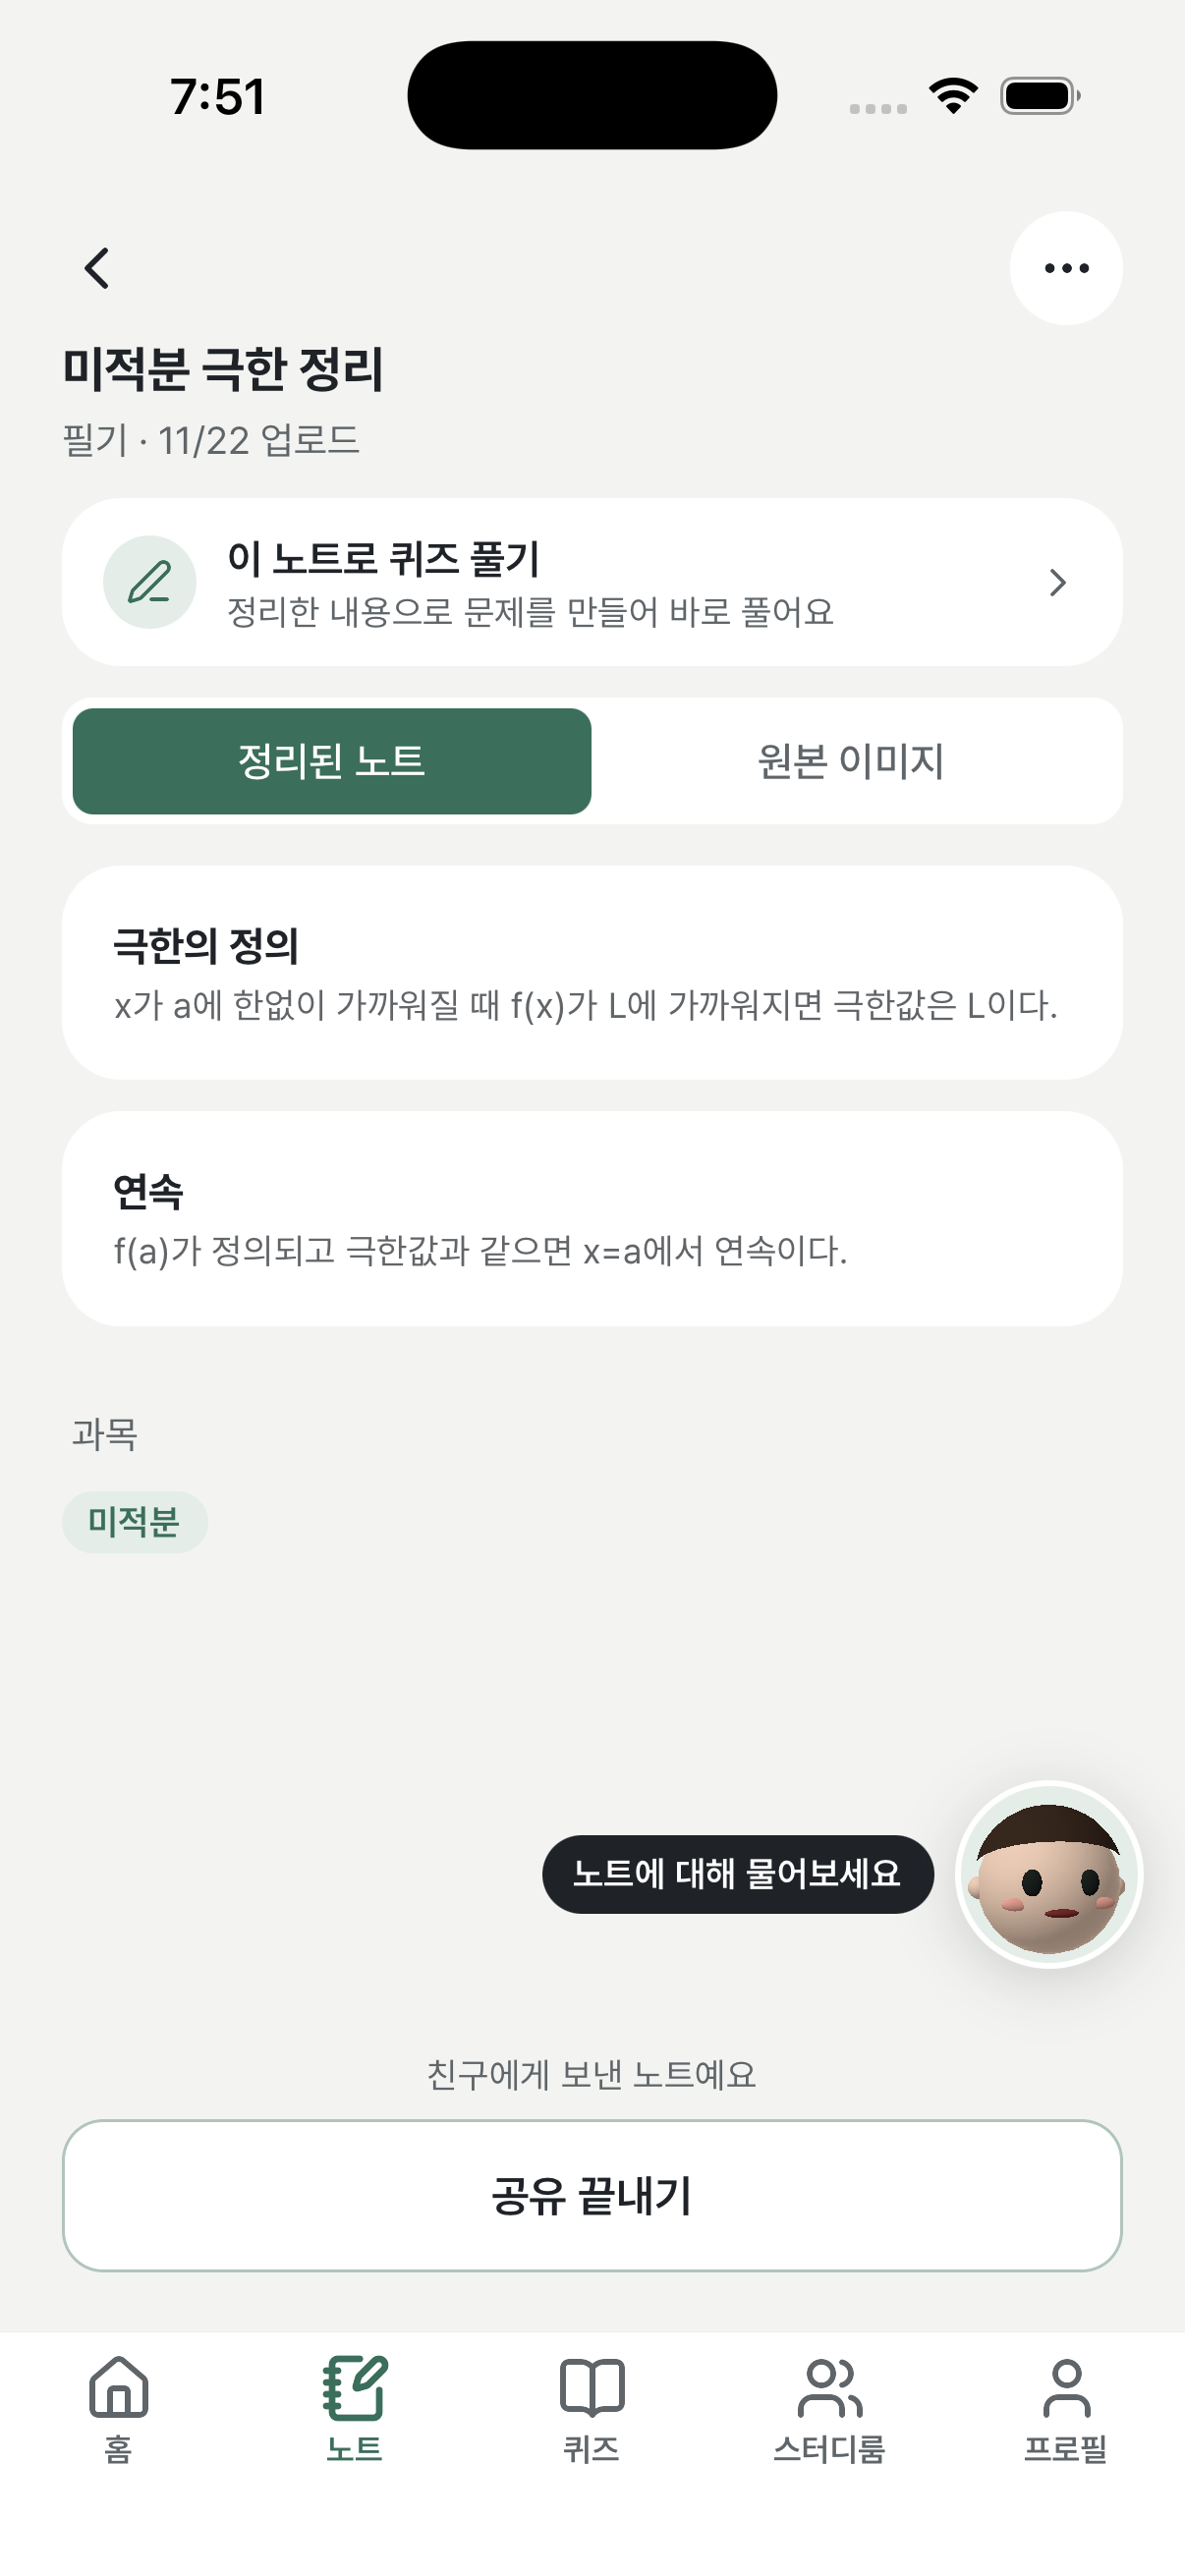 7:51
미적분 극한 정리
필기 · 11/22 업로드
이 노트로 퀴즈 풀기
정리한 내용으로 문제를 만들어 바로 풀어요
정리된 노트
원본 이미지
극한의 정의
x가 a에 한없이 가까워질 때 f(x)가 L에 가까워지면 극한값은 L이다.
연속
f(a)가 정의되고 극한값과 같으면 x=a에서 연속이다.
과목
미적분
노트에 대해 물어보세요
친구에게 보낸 노트예요
공유 끝내기
홈
노트
퀴즈
스터디룸
프로필